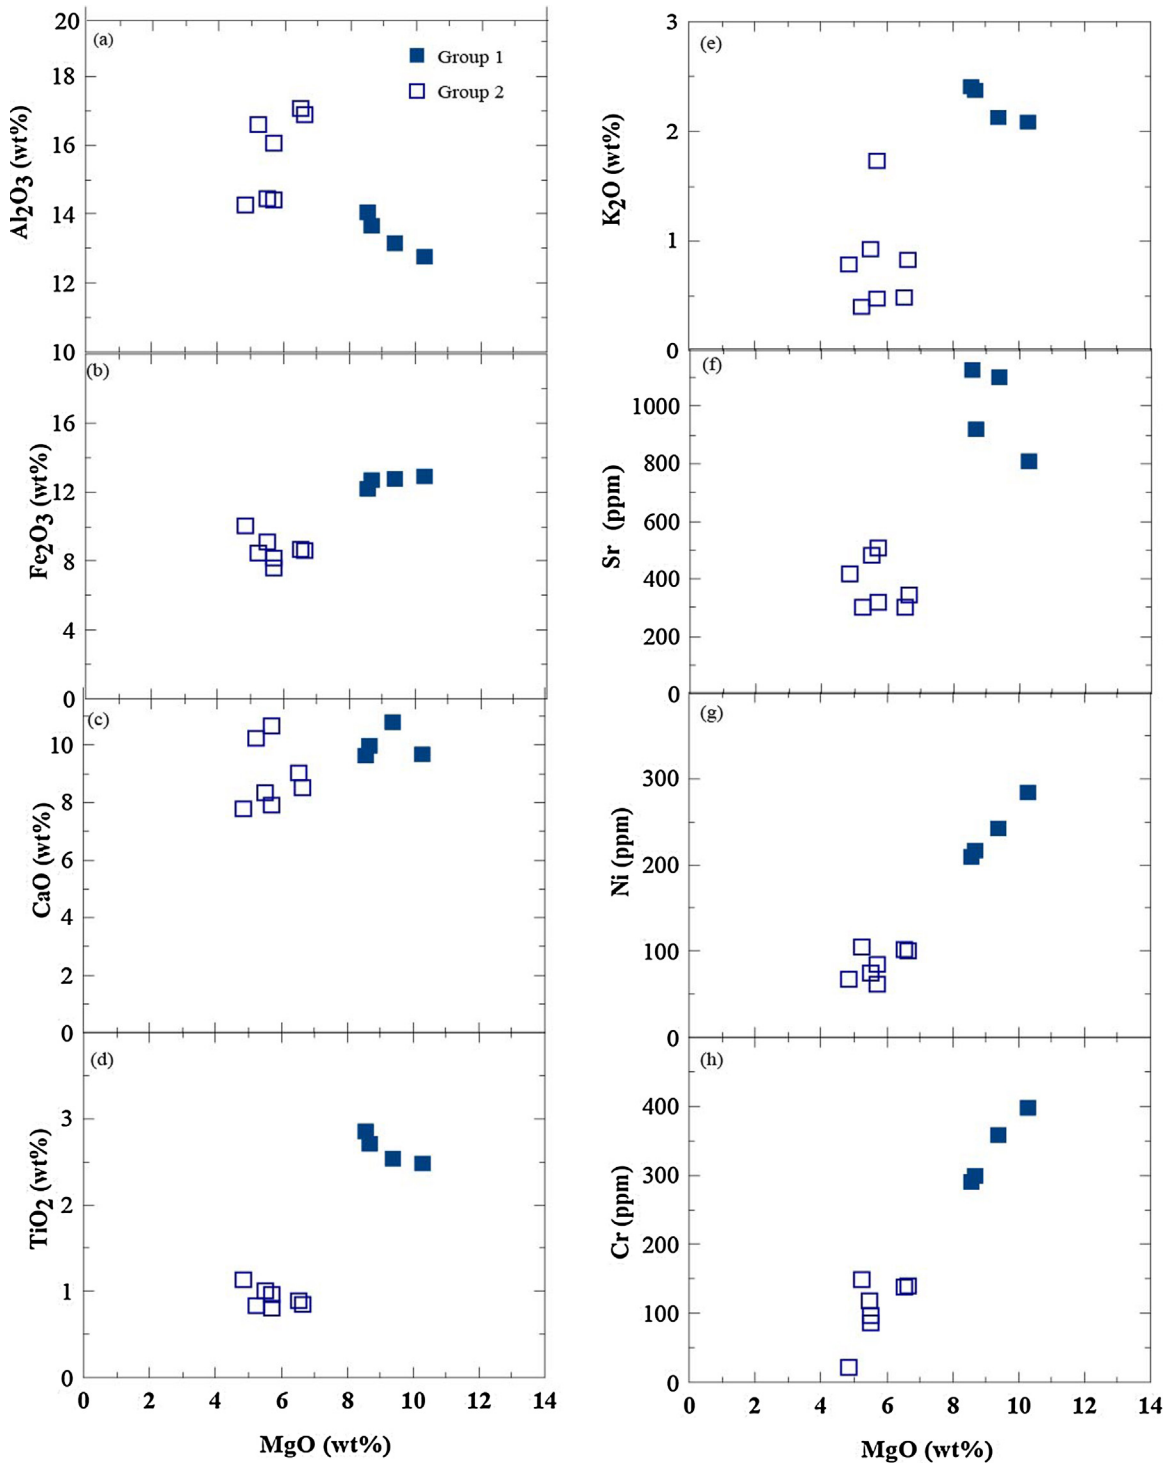 (a)
Group 1
Group 2
20
18
16
14
12
10
Al2O3 (wt%)
(b)
16
12
8
4
0
Fe2O3 (wt%)
(c)
10
8
6
4
2
0
CaO (wt%)
(d)
3
2
1
0
TiO2 (wt%)
0 2 4 6 8 10 12 14
MgO (wt%)
(e)
3
2
1
0
K2O (wt%)
(f)
1000
800
600
400
200
0
Sr (ppm)
(g)
300
200
100
0
Ni (ppm)
(h)
400
300
200
100
0
Cr (ppm)
0 2 4 6 8 10 12 14
MgO (wt%)